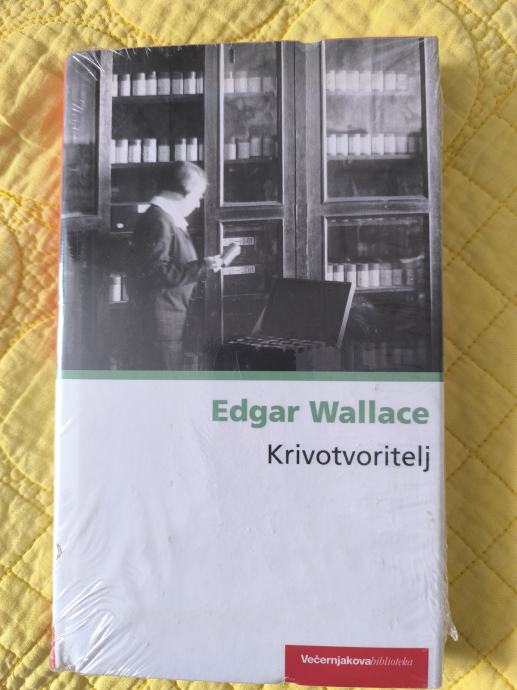 Edgar Wallace
Krivotvoritelj
Večernjakovabiblioteka